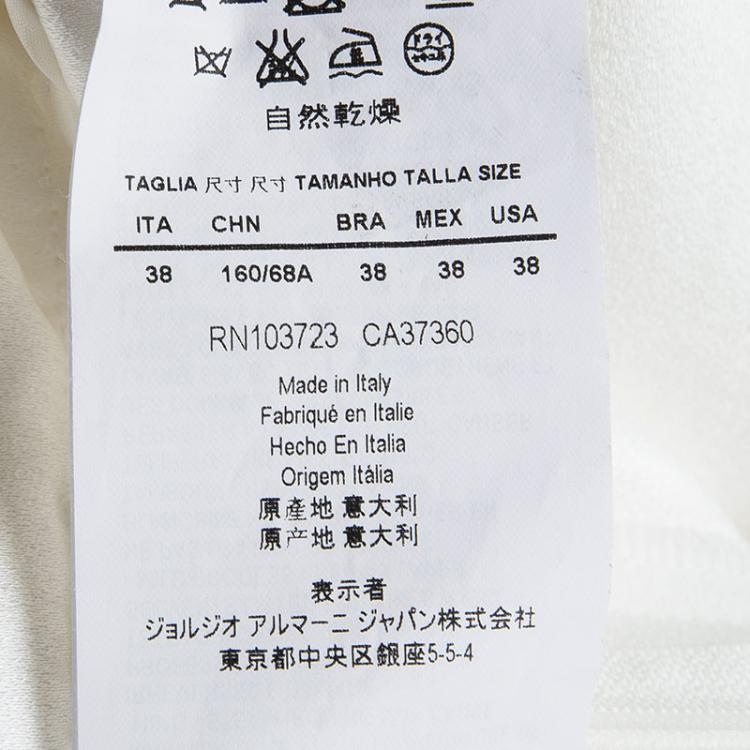 ドライ
自然乾燥
TAGLIA 尺寸 尺寸 TAMANHO TALLA SIZE
ITA CHN BRA MEX USA
38 160/68A 38 38 38
RN103723 CA37360
Made in Italy
Fabriqué en Italie
Hecho En Italia
Origem Itália
原產地 意大利
原产地 意大利
表示者
ジョルジオ アルマーニ ジャパン株式会社
東京都中央区銀座5-5-4